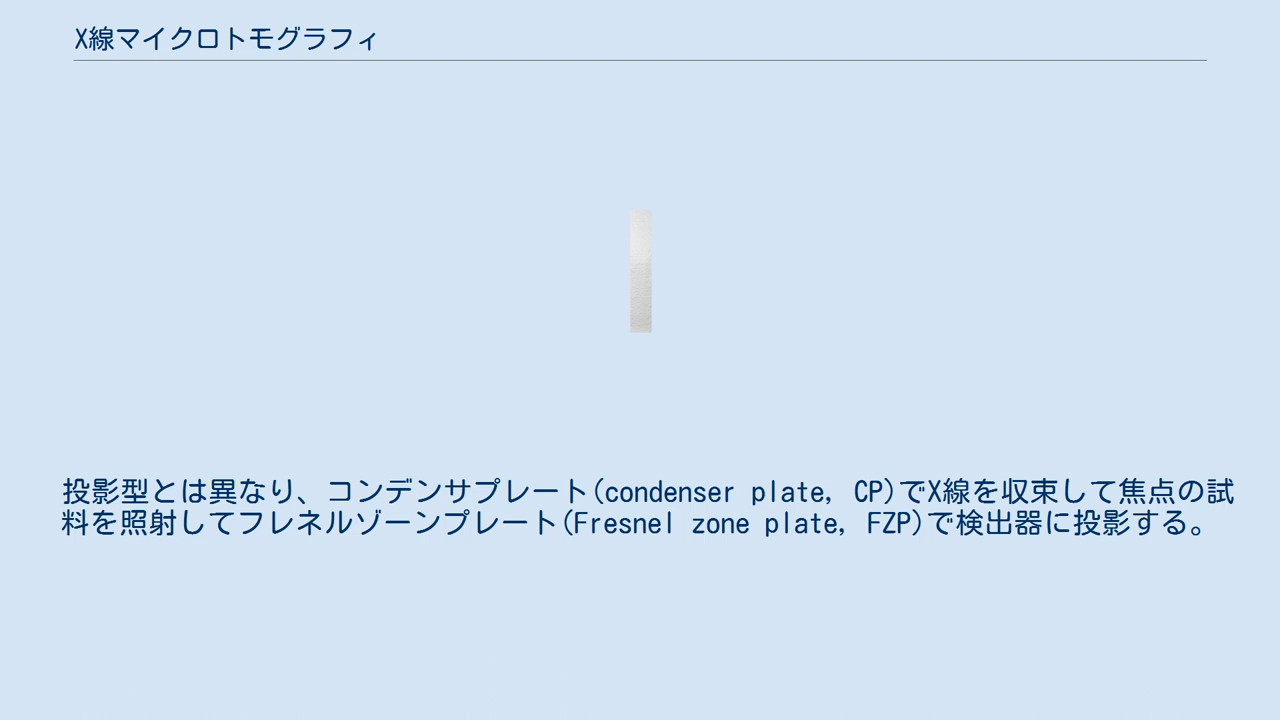 X線マイクロトモグラフィ
投影型とは異なり、コンデンサプレート(condenser plate, CP)でX線を収束して焦点の試
料を照射してフレネルゾーンプレート(Fresnel zone plate, FZP)で検出器に投影する。